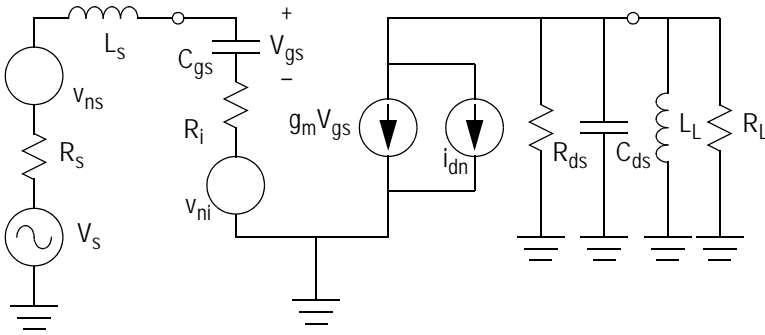 +
L_s
C_gs
V_gs
−
v_ns
R_i
g_mV_gs
i_dn
R_ds
C_ds
L_L
R_L
R_s
v_ni
V_s